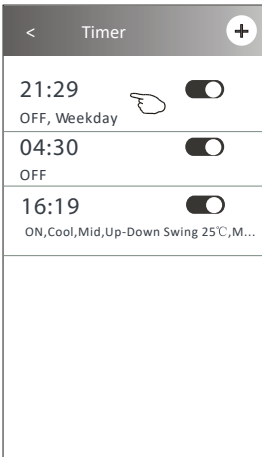 < Timer +
21:29
OFF, Weekday
04:30
OFF
16:19
ON,Cool,Mid,Up-Down Swing 25℃,M...